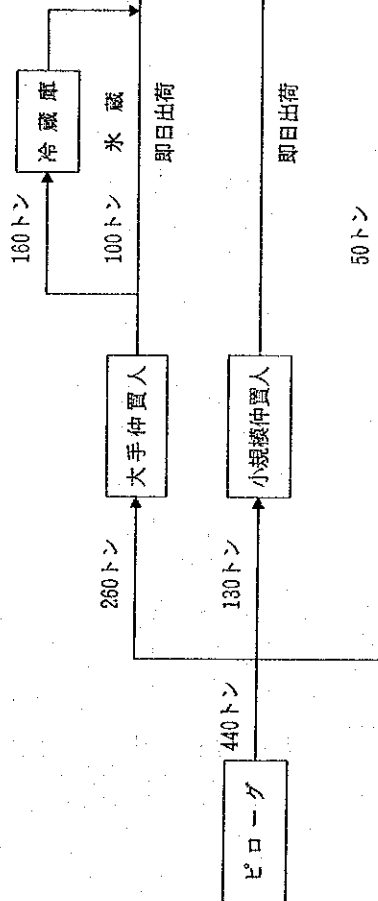 ピローグ
440トン
260トン
130トン
50トン
大手仲買人
小規模仲買人
160トン
100トン
冷蔵庫
氷蔵
即日出荷
即日出荷